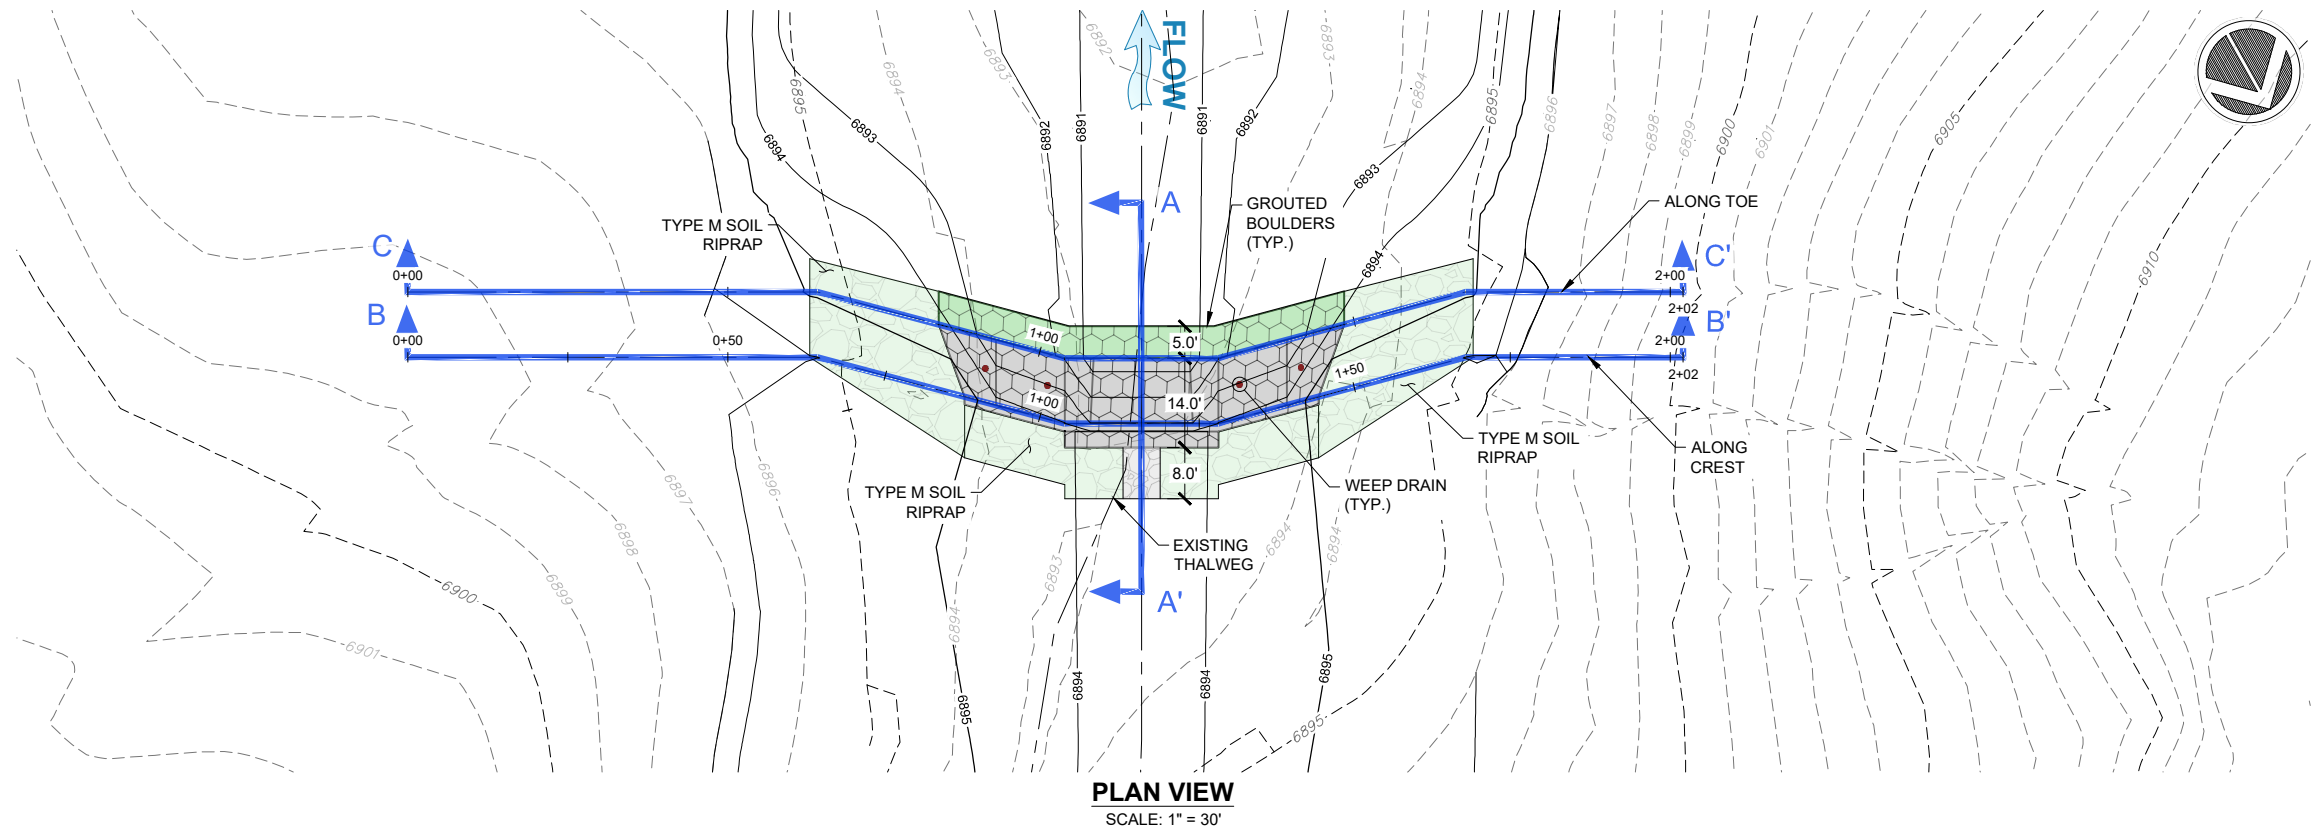 FLOW
6892
6893
6893
6894
6894
6895
6895
6896
6897
6898
6899
6900
6901
6905
6910
6893
6894
6892
6891
6891
6892
6893
6894
A
GROUTED
BOULDERS
(TYP.)
ALONG TOE
TYPE M SOIL
RIPRAP
C
0+00
C'
2+00
2+02
B
0+00
0+50
1+00
5.0'
B'
2+00
2+02
1+50
1+00
14.0'
TYPE M SOIL
RIPRAP
ALONG
CREST
8.0'
TYPE M SOIL
RIPRAP
WEEP DRAIN
(TYP.)
EXISTING
THALWEG
A'
6896
6897
6898
6899
6900
6901
6893
6894
6894
6894
6894
6894
6895
6895
6895
PLAN VIEW
SCALE: 1" = 30'